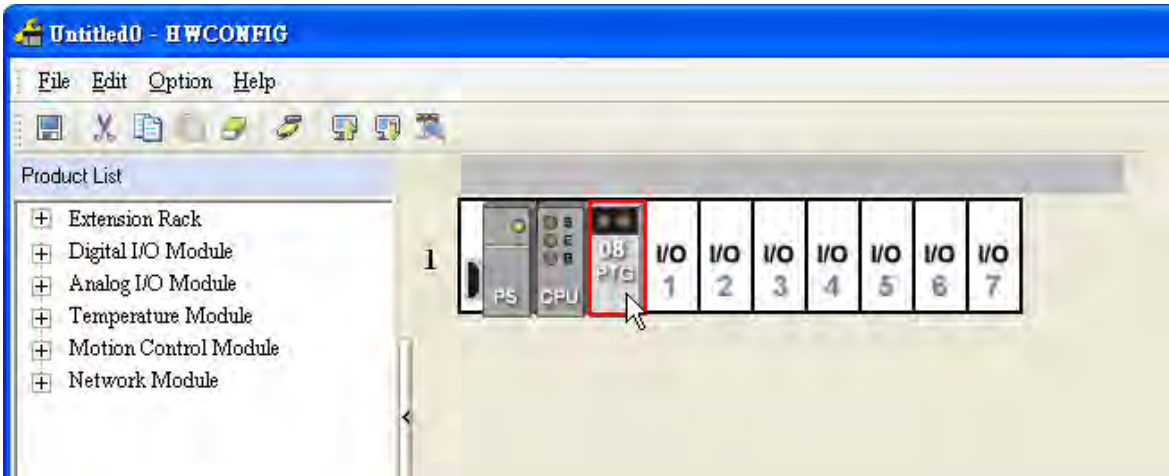 Untitled0 - HWCONFIG
File Edit Option Help
Product List
Extension Rack
Digital I/O Module
Analog I/O Module
Temperature Module
Motion Control Module
Network Module
1
PS
CPU
08
PTG
I/O I/O I/O I/O I/O I/O I/O
1 2 3 4 5 6 7